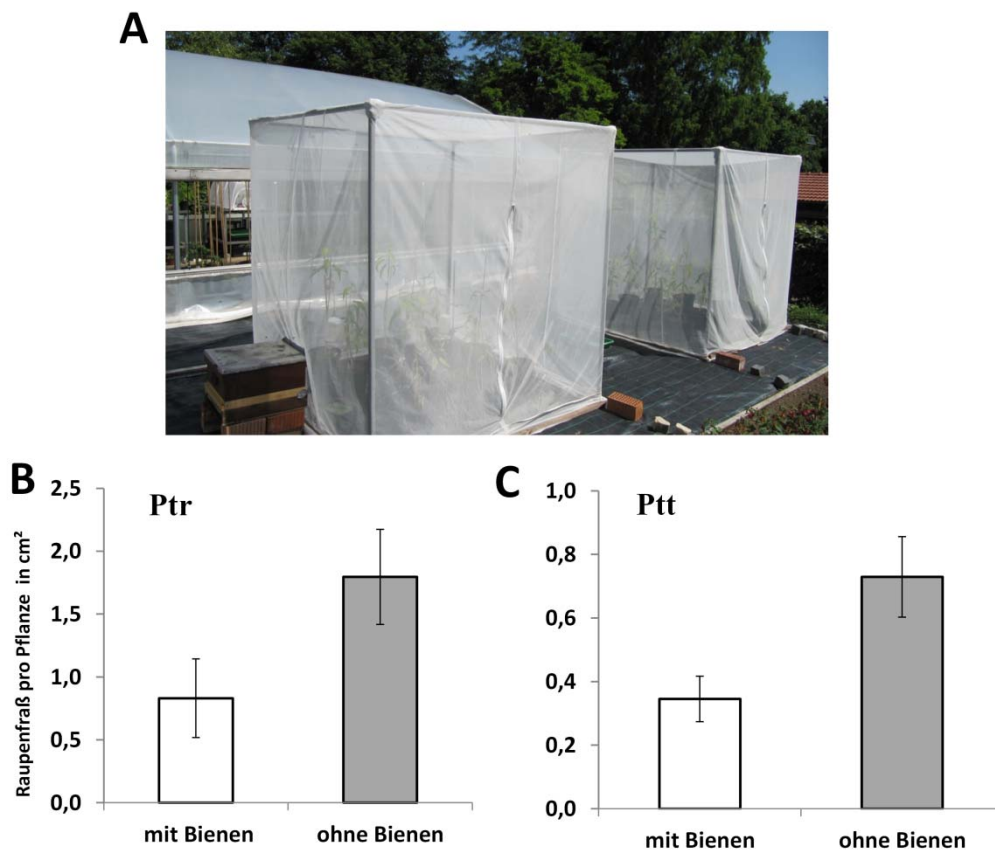 A
B
Ptr
Raupenfraß pro Pflanze in cm²
2,5
2,0
1,5
1,0
0,5
0,0
mit Bienen
ohne Bienen
C
Ptt
1,0
0,8
0,6
0,4
0,2
0,0
mit Bienen
ohne Bienen